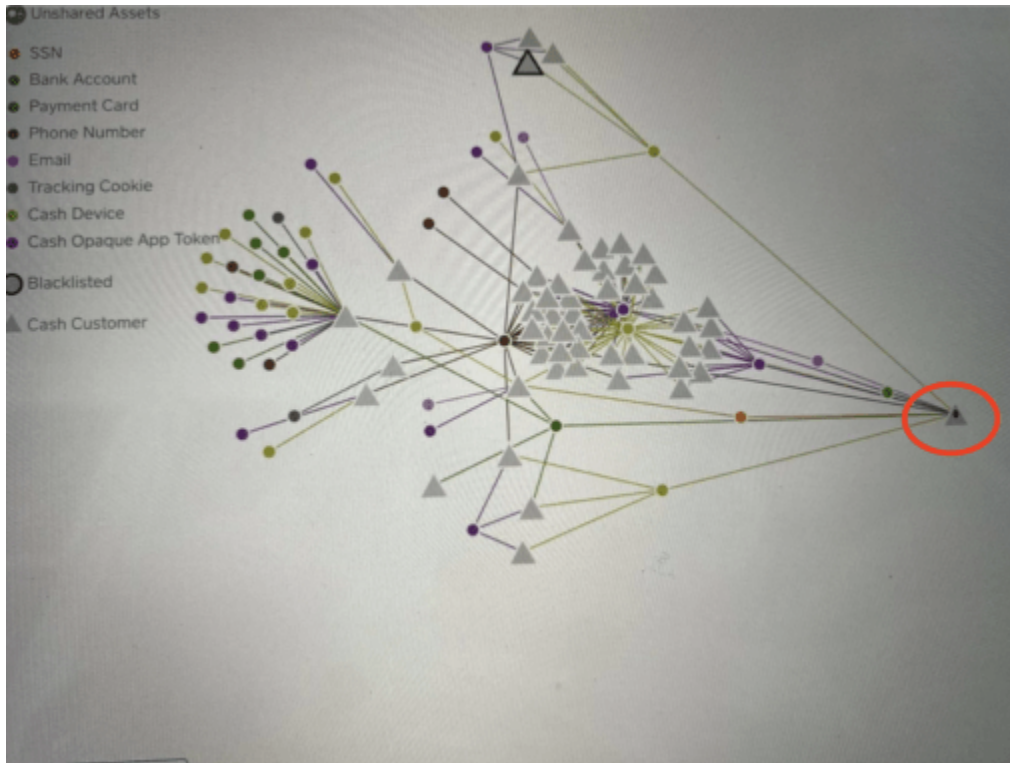 Unshared Assets
SSN
Bank Account
Payment Card
Phone Number
Email
Tracking Cookie
Cash Device
Cash Opaque App Token
Blacklisted
Cash Customer